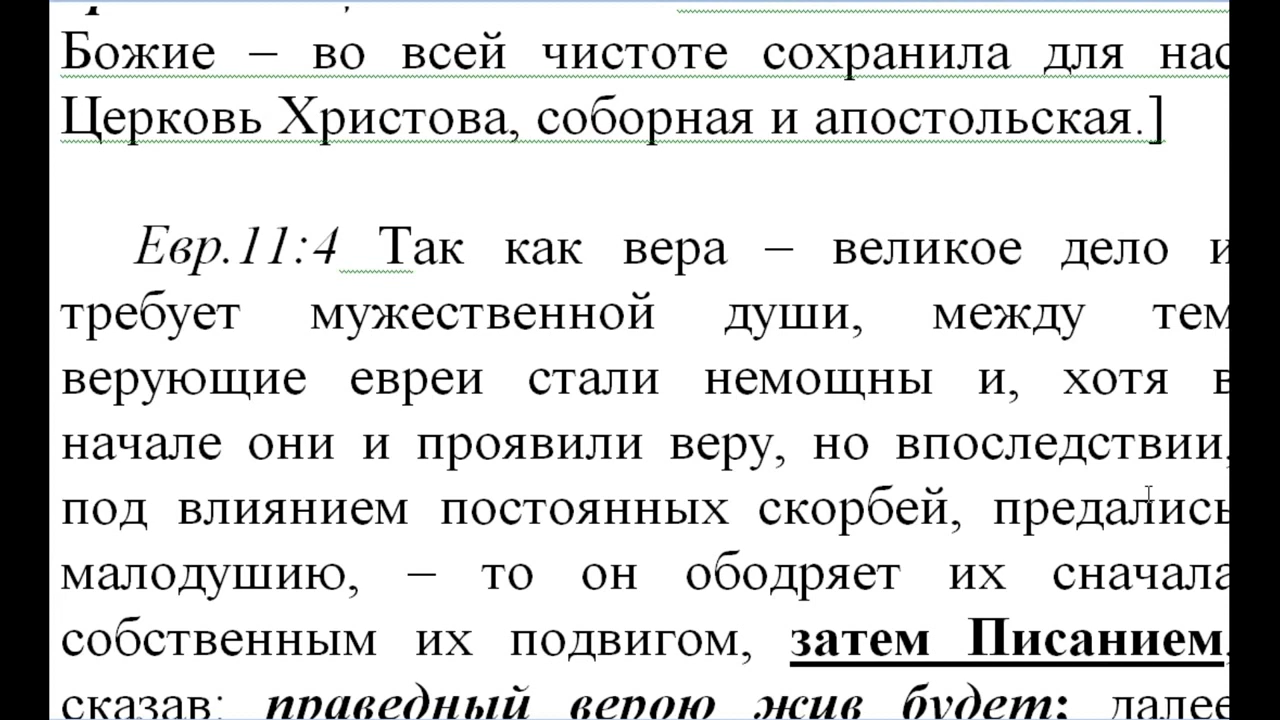 Божие – во всей чистоте сохранила для нас
Церковь Христова, соборная и апостольская.]
Евр.11:4 Так как вера – великое дело и
требует мужественной души, между тем
верующие евреи стали немощны и, хотя в
начале они и проявили веру, но впоследствии,
под влиянием постоянных скорбей, предались
малодушию, – то он ободряет их сначала
собственным их подвигом, затем Писанием,
сказав: праведный верою жив будет; далее